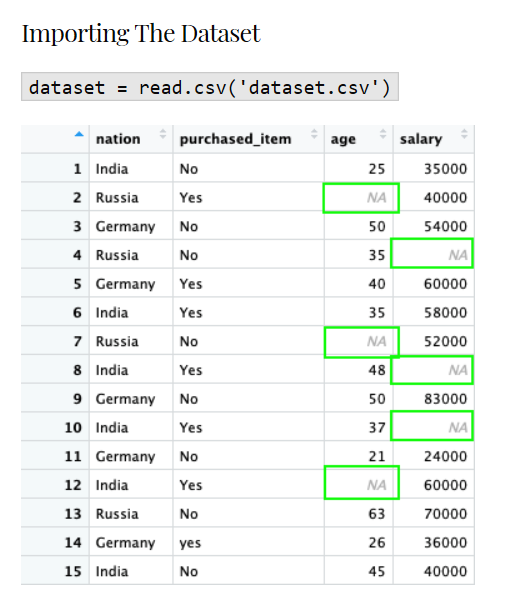 Importing The Dataset
dataset = read.csv('dataset.csv')
nation purchased_item age salary
1 India No 25 35000
2 Russia Yes NA 40000
3 Germany No 50 54000
4 Russia No 35 NA
5 Germany Yes 40 60000
6 India Yes 35 58000
7 Russia No NA 52000
8 India Yes 48 NA
9 Germany No 50 83000
10 India Yes 37 NA
11 Germany No 21 24000
12 India Yes NA 60000
13 Russia No 63 70000
14 Germany yes 26 36000
15 India No 45 40000